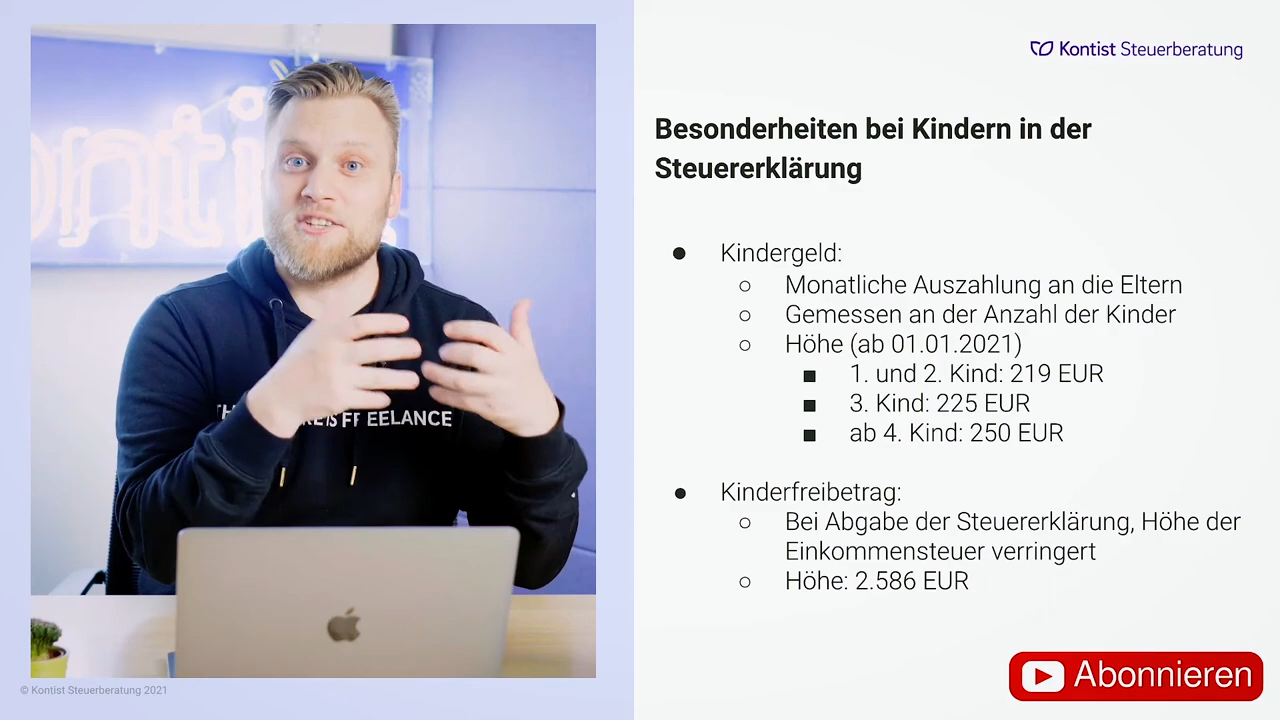 Kontist Steuerberatung
Besonderheiten bei Kindern in der
Steuererklärung
● Kindergeld:
○ Monatliche Auszahlung an die Eltern
○ Gemessen an der Anzahl der Kinder
○ Höhe (ab 01.01.2021)
■ 1. und 2. Kind: 219 EUR
■ 3. Kind: 225 EUR
■ ab 4. Kind: 250 EUR
● Kinderfreibetrag:
○ Bei Abgabe der Steuererklärung, Höhe der
Einkommensteuer verringert
○ Höhe: 2.586 EUR
Abonnieren
© Kontist Steuerberatung 2021